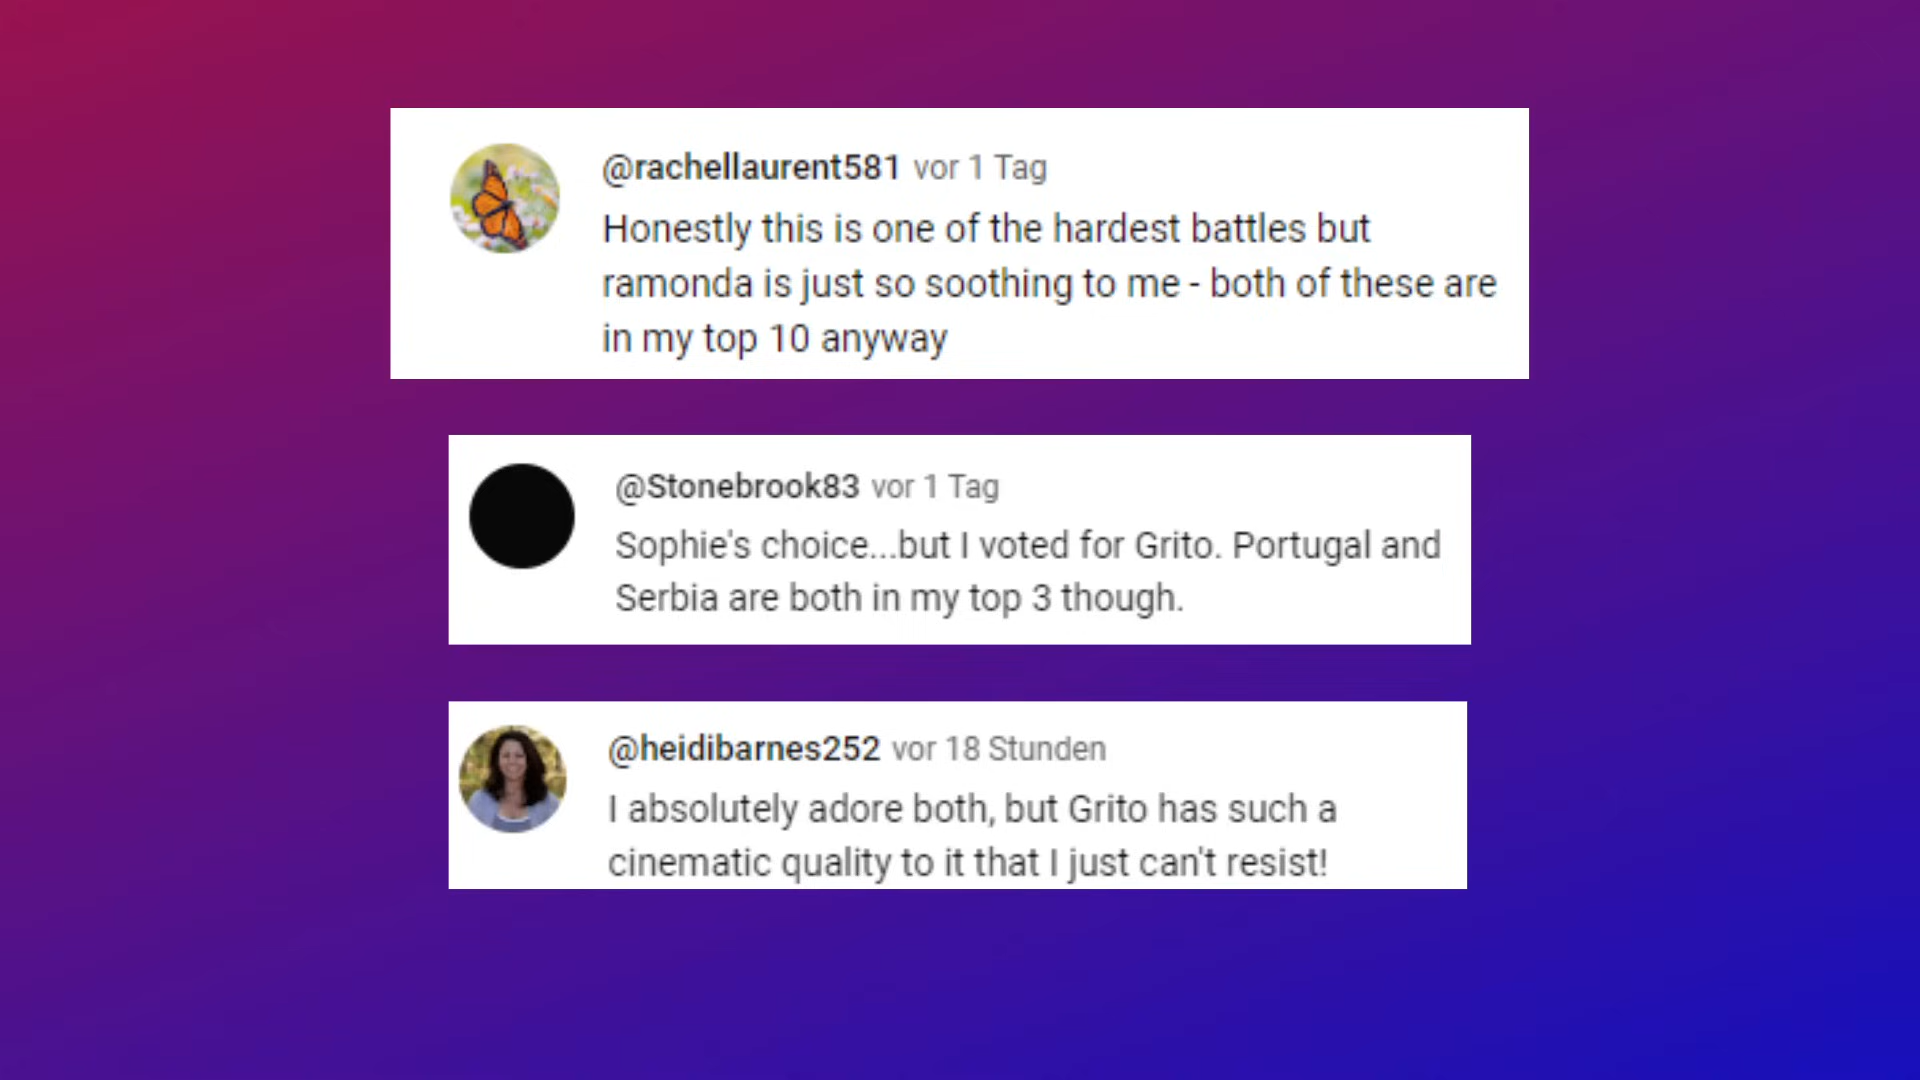 @rachellaurent581 vor 1 Tag
Honestly this is one of the hardest battles but
ramonda is just so soothing to me - both of these are
in my top 10 anyway
@Stonebrook83 vor 1 Tag
Sophie's choice...but I voted for Grito. Portugal and
Serbia are both in my top 3 though.
@heidibarnes252 vor 18 Stunden
I absolutely adore both, but Grito has such a
cinematic quality to it that I just can't resist!